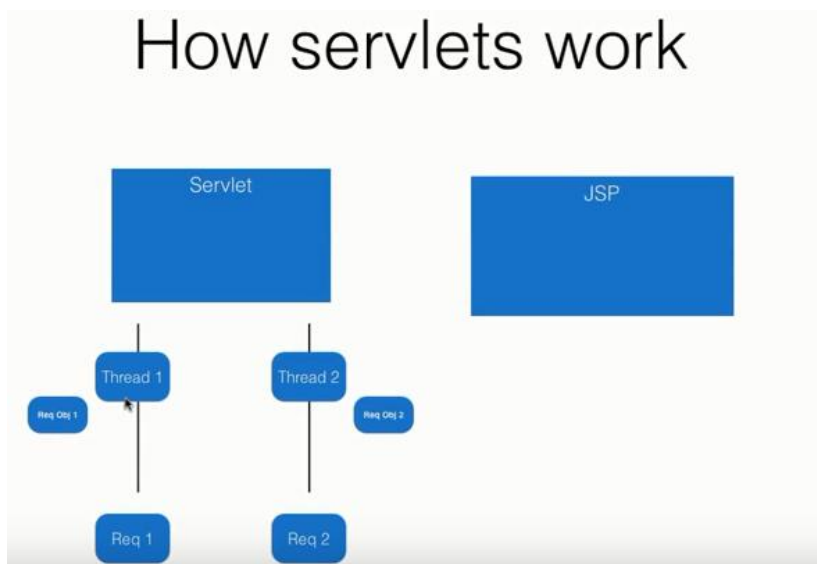 How servlets work
Servlet
JSP
Thread 1
Thread 2
Req Obj 1
Req Obj 2
Req 1
Req 2